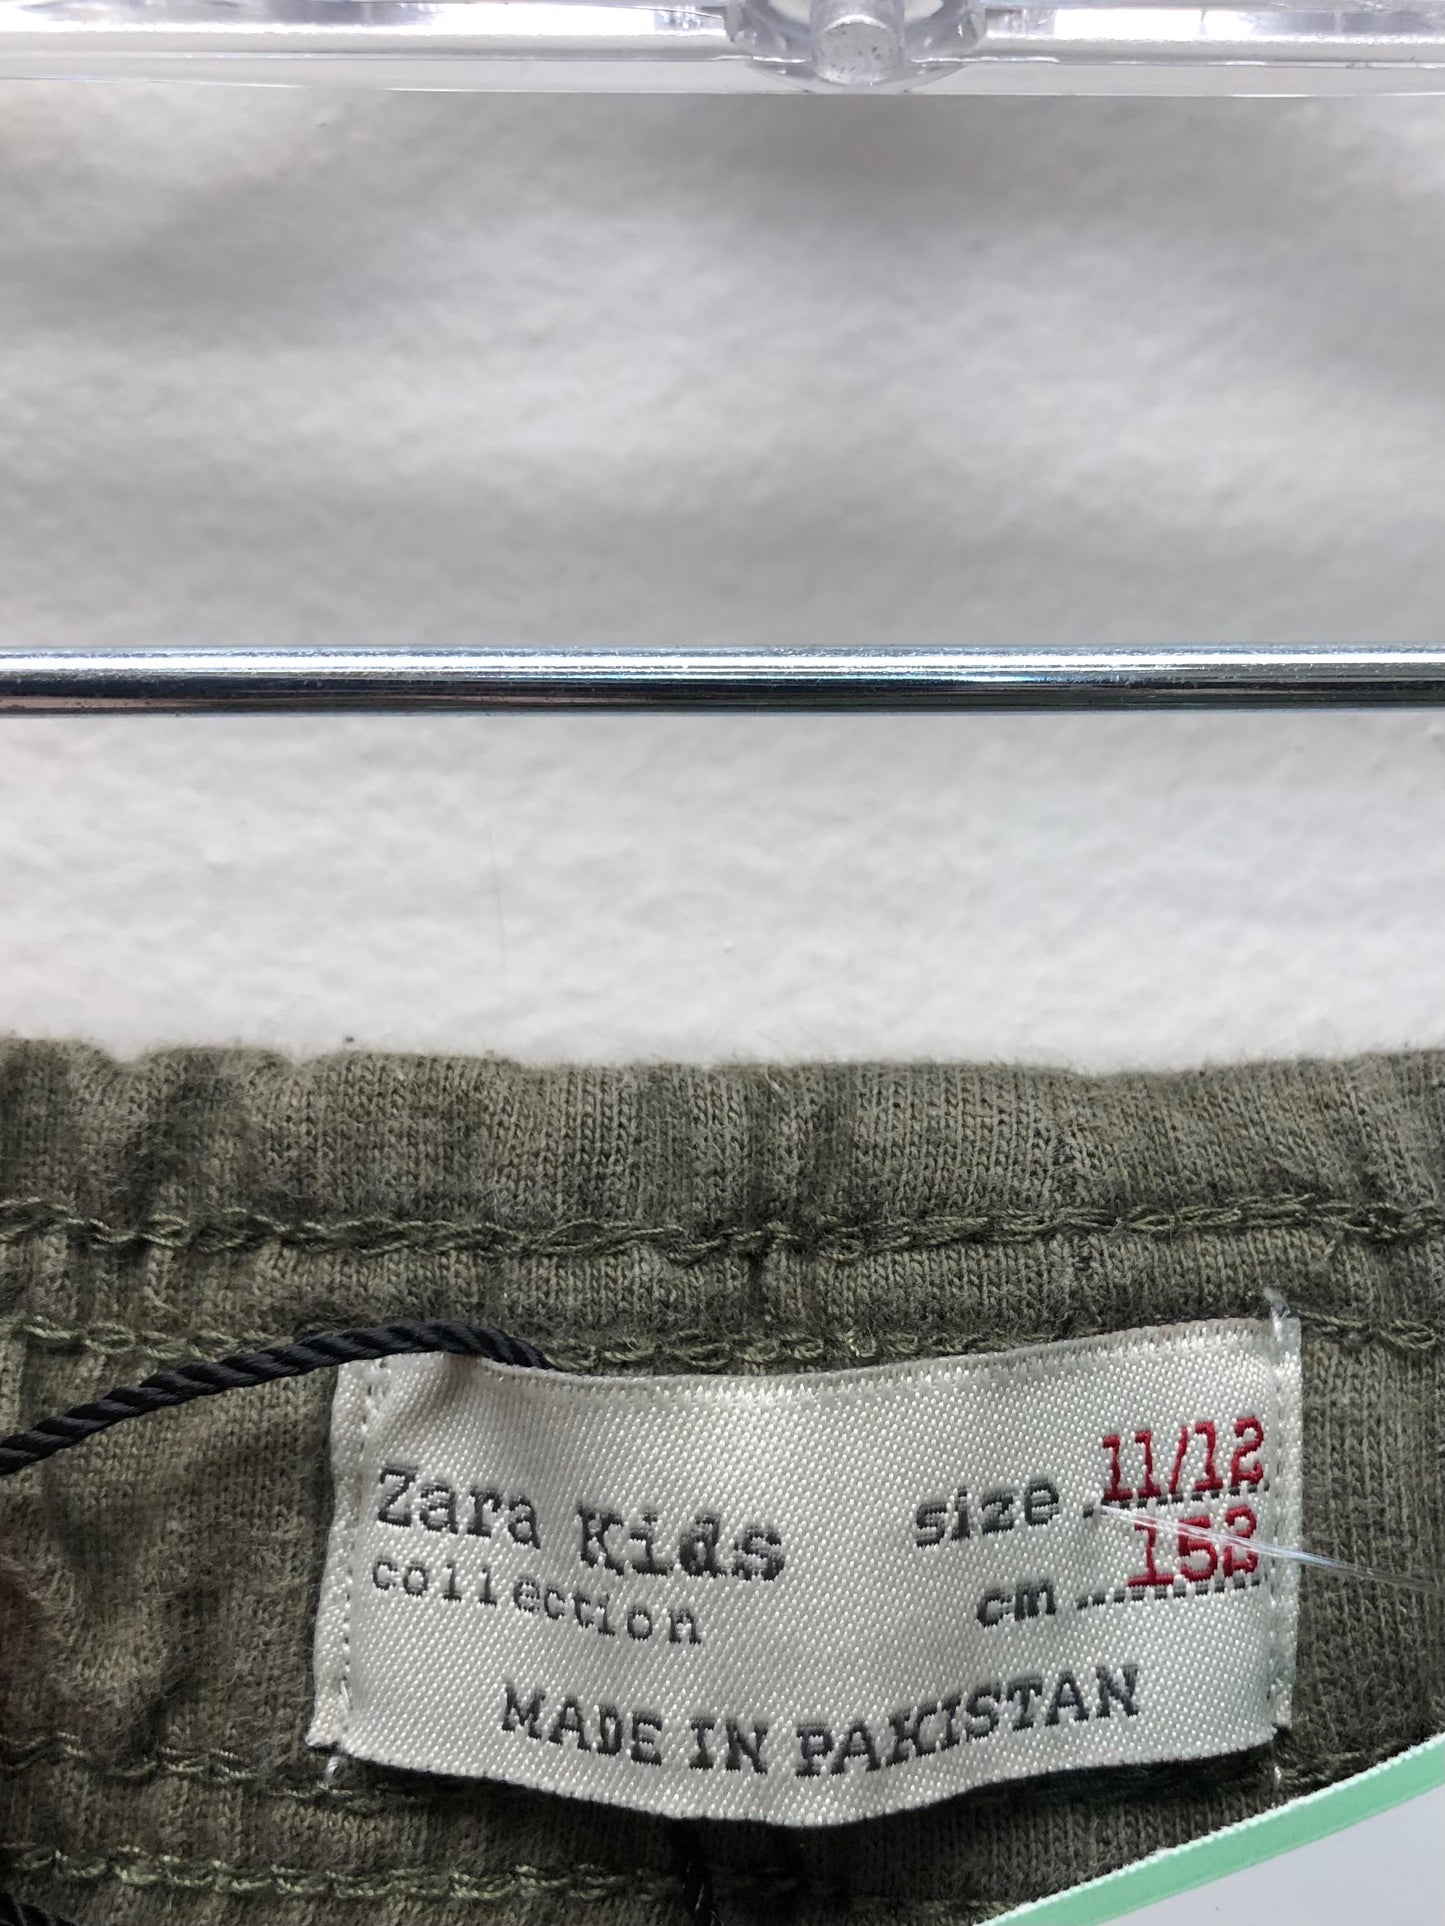 Zara Kids
collection
size .11/12
cm ...152
MADE IN PAKISTAN